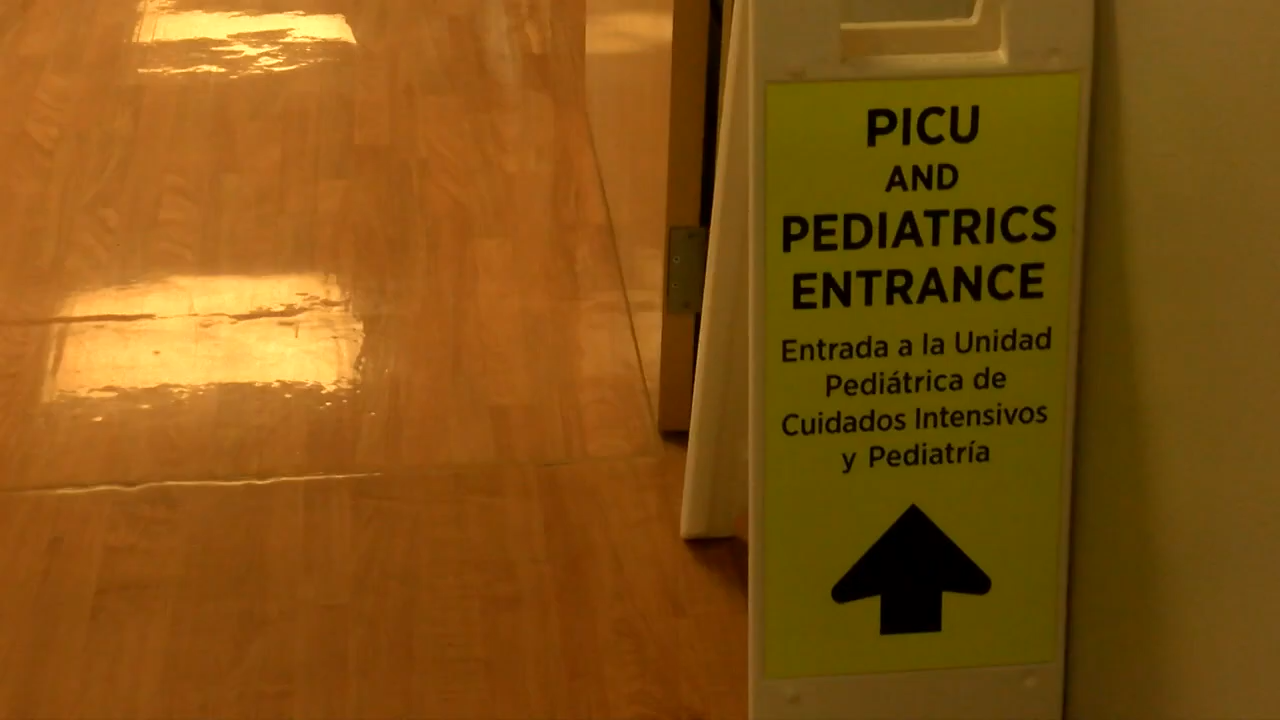 PICU
AND
PEDIATRICS
ENTRANCE
Entrada a la Unidad
Pediátrica de
Cuidados Intensivos
y Pediatría